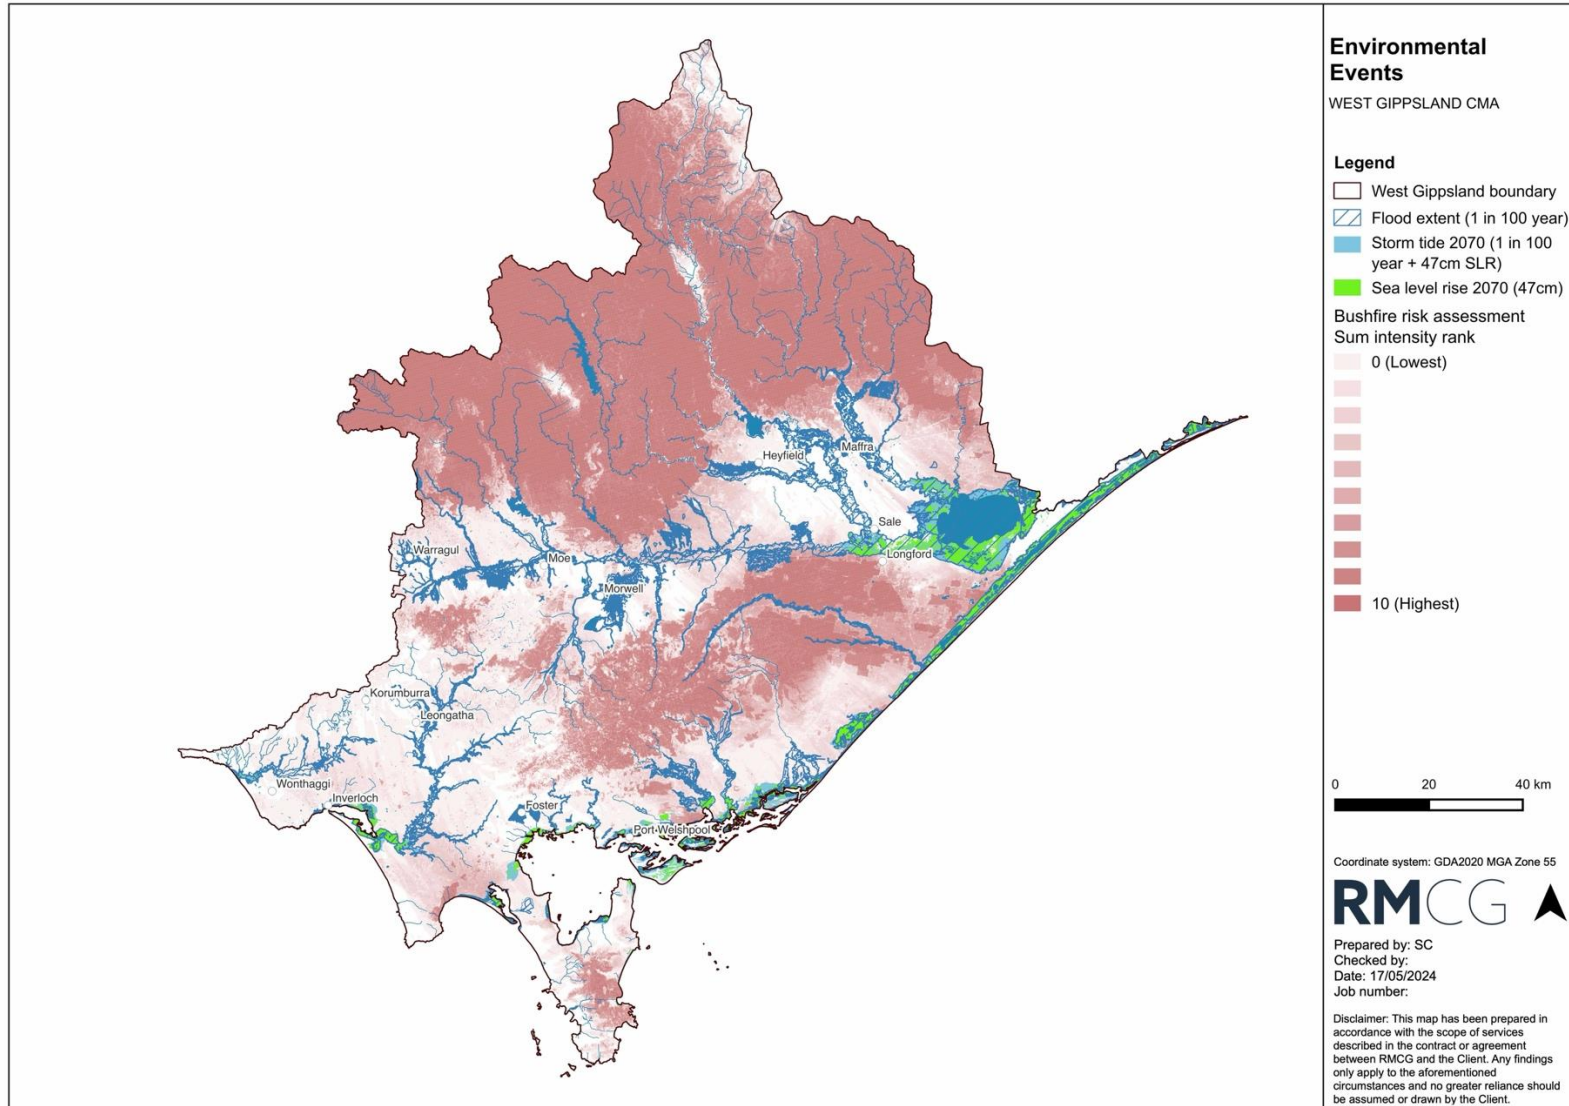 Environmental
Events
WEST GIPPSLAND CMA
Legend
West Gippsland boundary
Flood extent (1 in 100 year)
Storm tide 2070 (1 in 100
year + 47cm SLR)
Sea level rise 2070 (47cm)
Bushfire risk assessment
Sum intensity rank
0 (Lowest)
10 (Highest)
Heyfield
Maffra
Sale
Longford
Warragul
Moe
Morwell
Korumburra
Leongatha
Wonthaggi
Inverloch
Foster
Port Welshpool
0 20 40 km
Coordinate system: GDA2020 MGA Zone 55
RMCG
Prepared by: SC
Checked by:
Date: 17/05/2024
Job number:
Disclaimer: This map has been prepared in
accordance with the scope of services
described in the contract or agreement
between RMCG and the Client. Any findings
only apply to the aforementioned
circumstances and no greater reliance should
be assumed or drawn by the Client.